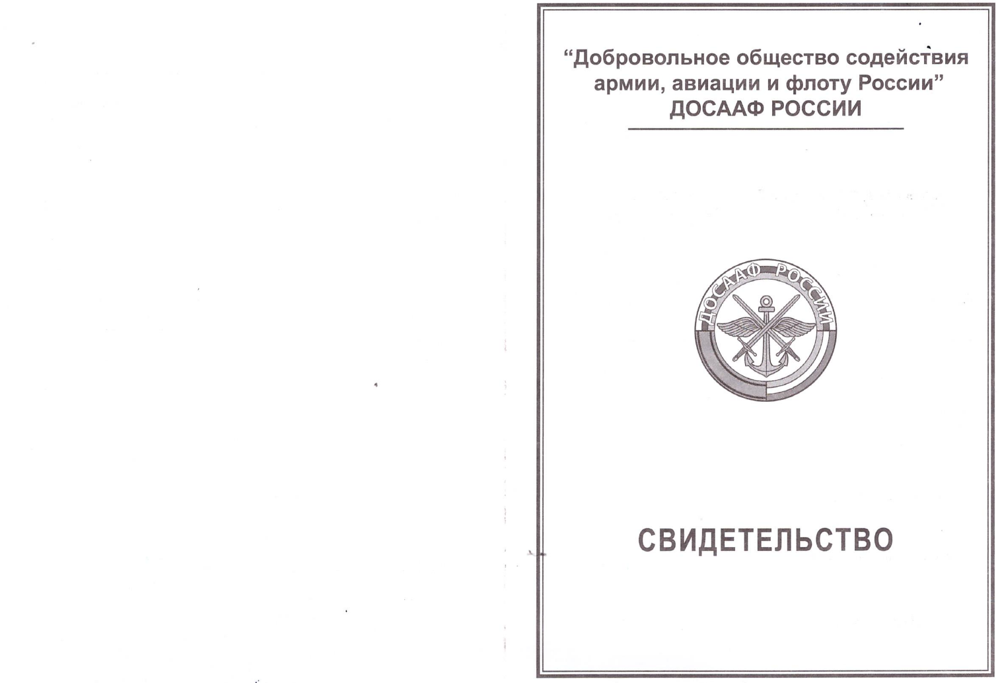 “Добровольное общество содействия
армии, авиации и флоту России”
ДОСААФ РОССИИ
ДОСААФ РОССИИ
СВИДЕТЕЛЬСТВО